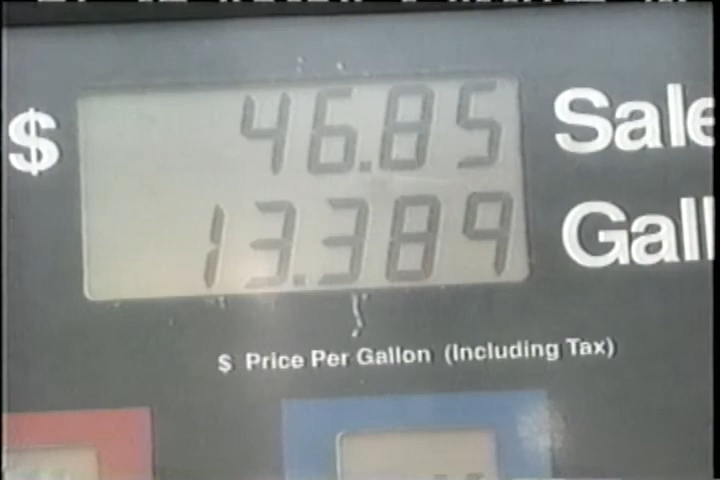 $ 46.85 Sale
13.389 Gall
$ Price Per Gallon (Including Tax)